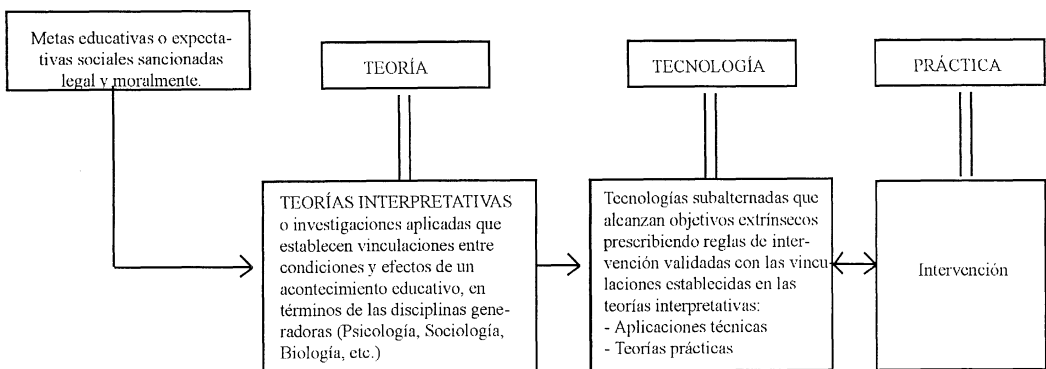 Metas educativas o expecta-
tivas sociales sancionadas
legal y moralmente.
TEORÍA
TECNOLOGÍA
PRÁCTICA
TEORÍAS INTERPRETATIVAS
o investigaciones aplicadas que
establecen vinculaciones entre
condiciones y efectos de un
acontecimiento educativo, en
términos de las disciplinas gene-
radoras (Psicología, Sociología,
Biología, etc.)
Tecnologías subalternadas que
alcanzan objetivos extrínsecos
prescribiendo reglas de inter-
vención validadas con las vincu
laciones establecidas en las
teorías interpretativas:
- Aplicaciones técnicas
- Teorías prácticas
Intervención